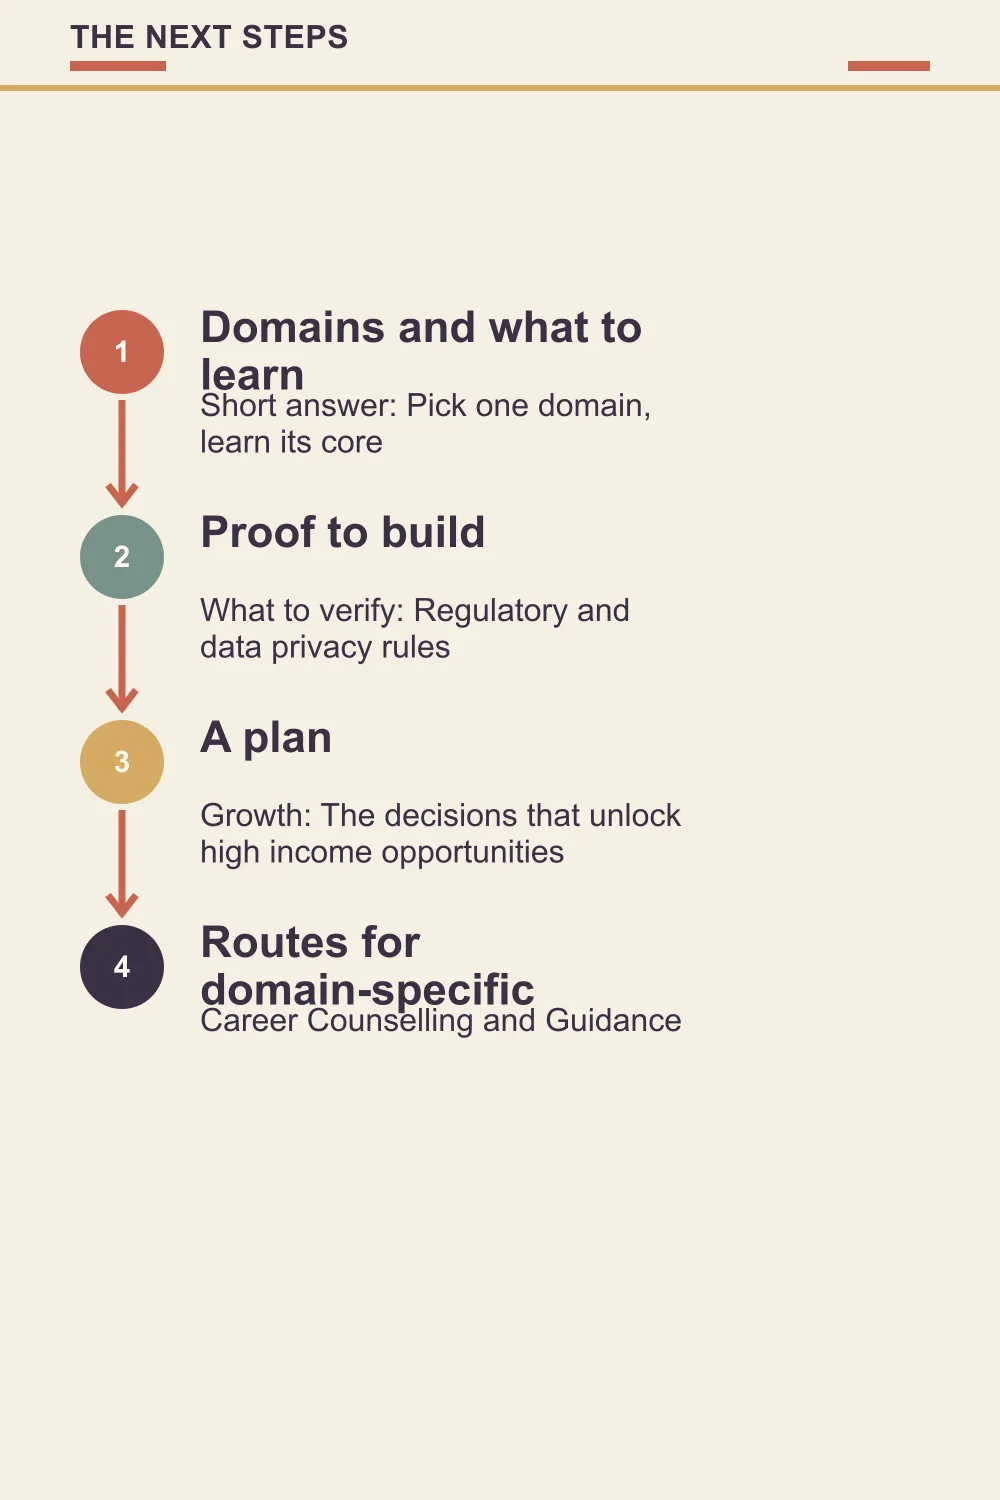 THE NEXT STEPS
1
Domains and what to
learn
Short answer: Pick one domain,
learn its core
2
Proof to build
What to verify: Regulatory and
data privacy rules
3
A plan
Growth: The decisions that unlock
high income opportunities
4
Routes for
domain-specific
Career Counselling and Guidance